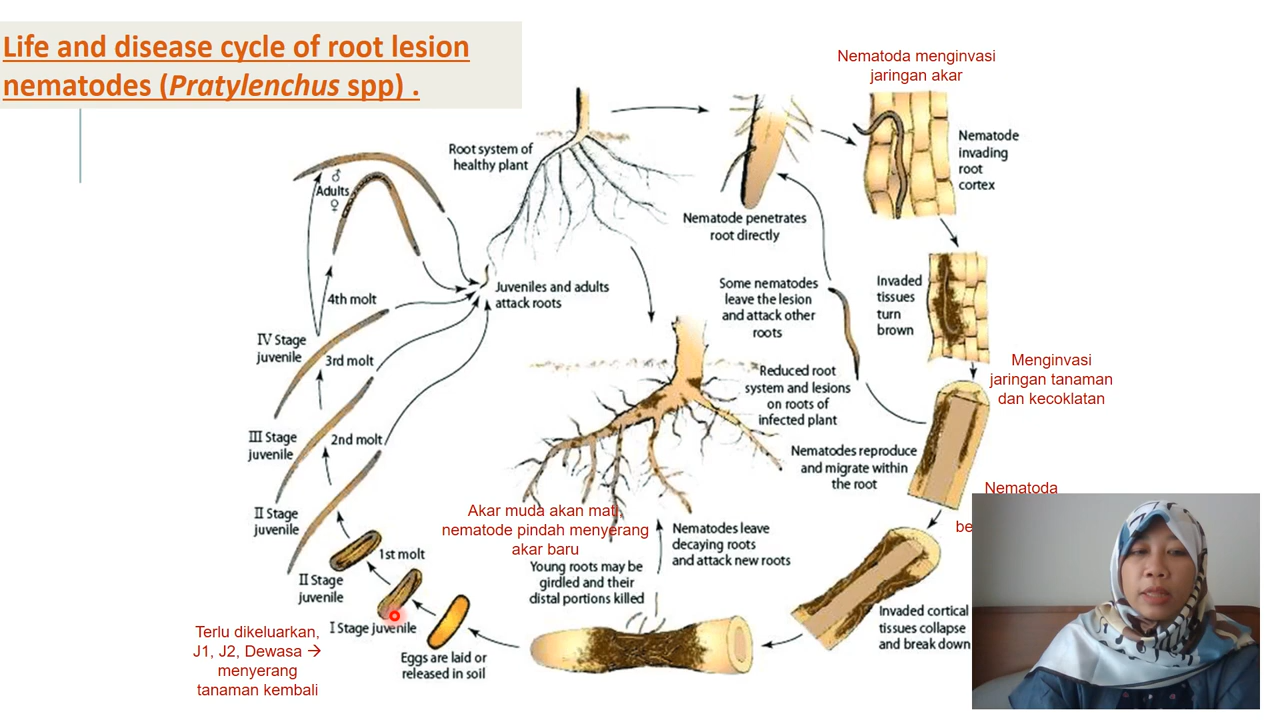 Life and disease cycle of root lesion
nematodes (Pratylenchus spp) .
Nematoda menginvasi
jaringan akar
Root system of
healthy plant
Nematode
invading
root
cortex
♂
Adults
♀
Nematode penetrates
root directly
Juveniles and adults
attack roots
Some nematodes
leave the lesion
and attack other
roots
Invaded
tissues
turn
brown
4th molt
IV Stage
juvenile
3rd molt
Menginvasi
jaringan tanaman
dan kecoklatan
Reduced root
system and lesions
on roots of
infected plant
III Stage
juvenile
2nd molt
Nematodes reproduce
and migrate within
the root
Nematoda
be
II Stage
juvenile
Akar muda akan mati,
nematode pindah menyerang
akar baru
Nematodes leave
decaying roots
and attack new roots
1st molt
Young roots may be
girdled and their
distal portions killed
II Stage
juvenile
Invaded cortical
tissues collapse
and break down
I Stage juvenile
Terlu dikeluarkan,
J1, J2, Dewasa →
menyerang
tanaman kembali
Eggs are laid or
released in soil